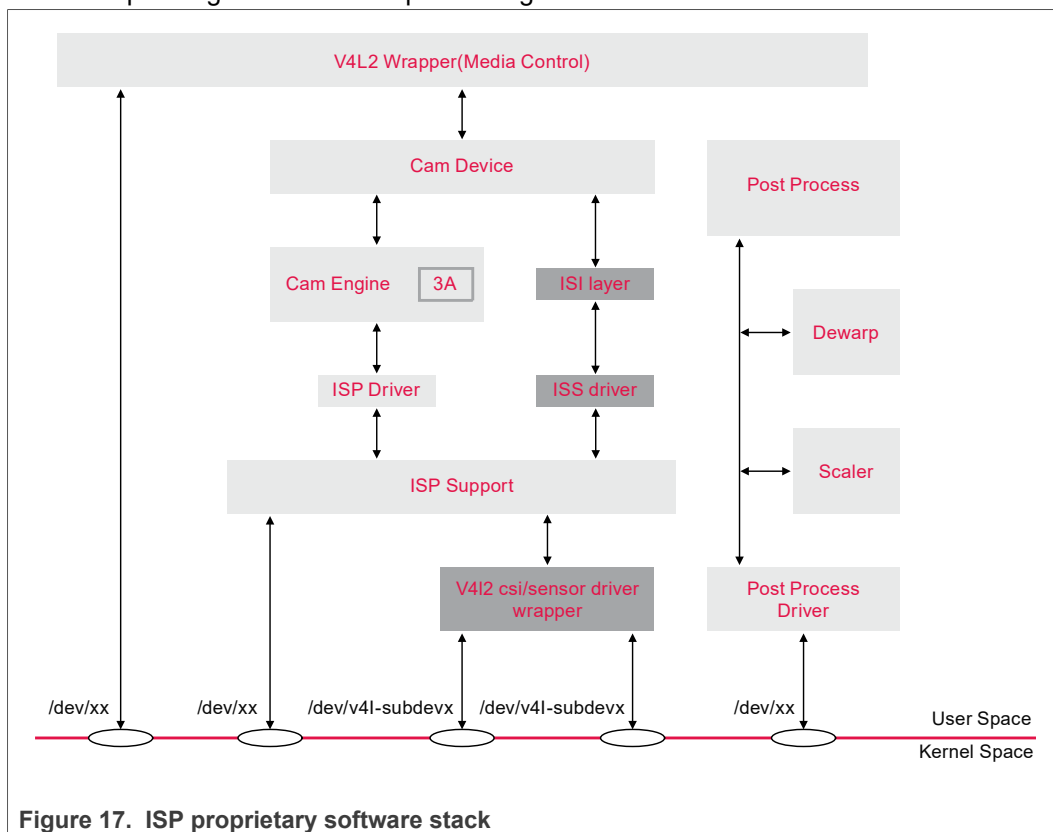 V4L2 Wrapper(Media Control)
Cam Device
Post Process
Cam Engine
3A
ISI layer
Dewarp
ISP Driver
ISS driver
Scaler
ISP Support
V4l2 csi/sensor driver
wrapper
Post Process
Driver
/dev/xx
/dev/xx
/dev/v4l-subdevx
/dev/v4l-subdevx
/dev/xx
User Space
Kernel Space
Figure 17. ISP proprietary software stack